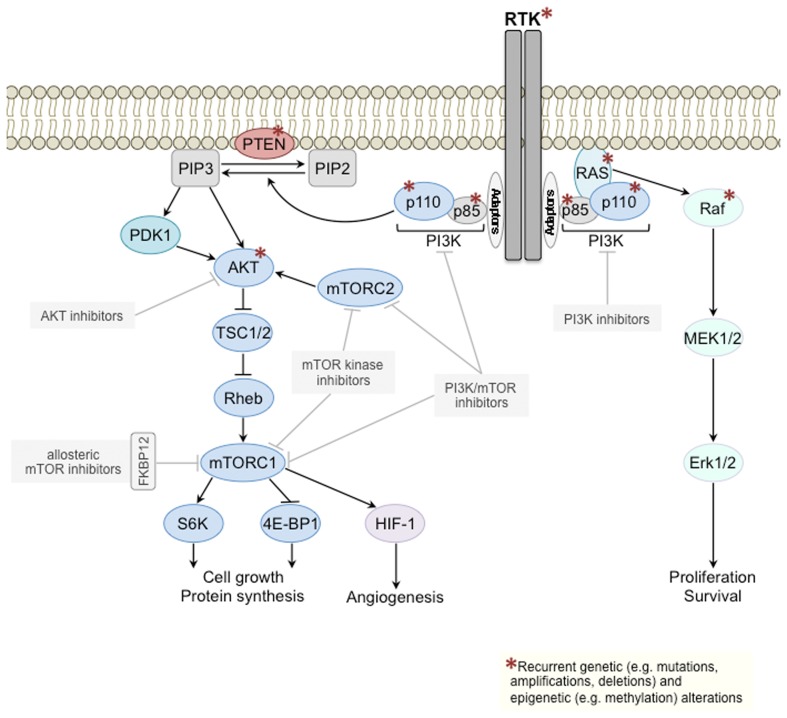 RTK*
PTEN*
PIP3
PIP2
p110*
p85*
Adaptors
PI3K
Adaptors
RAS*
p85*
p110*
PI3K
Raf*
PDK1
AKT*
mTORC2
AKT inhibitors
PI3K inhibitors
TSC1/2
MEK1/2
mTOR kinase
inhibitors
PI3K/mTOR
inhibitors
Rheb
allosteric
mTOR inhibitors
FKBP12
mTORC1
Erk1/2
S6K
4E-BP1
HIF-1
Cell growth
Protein synthesis
Angiogenesis
Proliferation
Survival
*Recurrent genetic (e.g. mutations,
amplifications, deletions) and
epigenetic (e.g. methylation) alterations